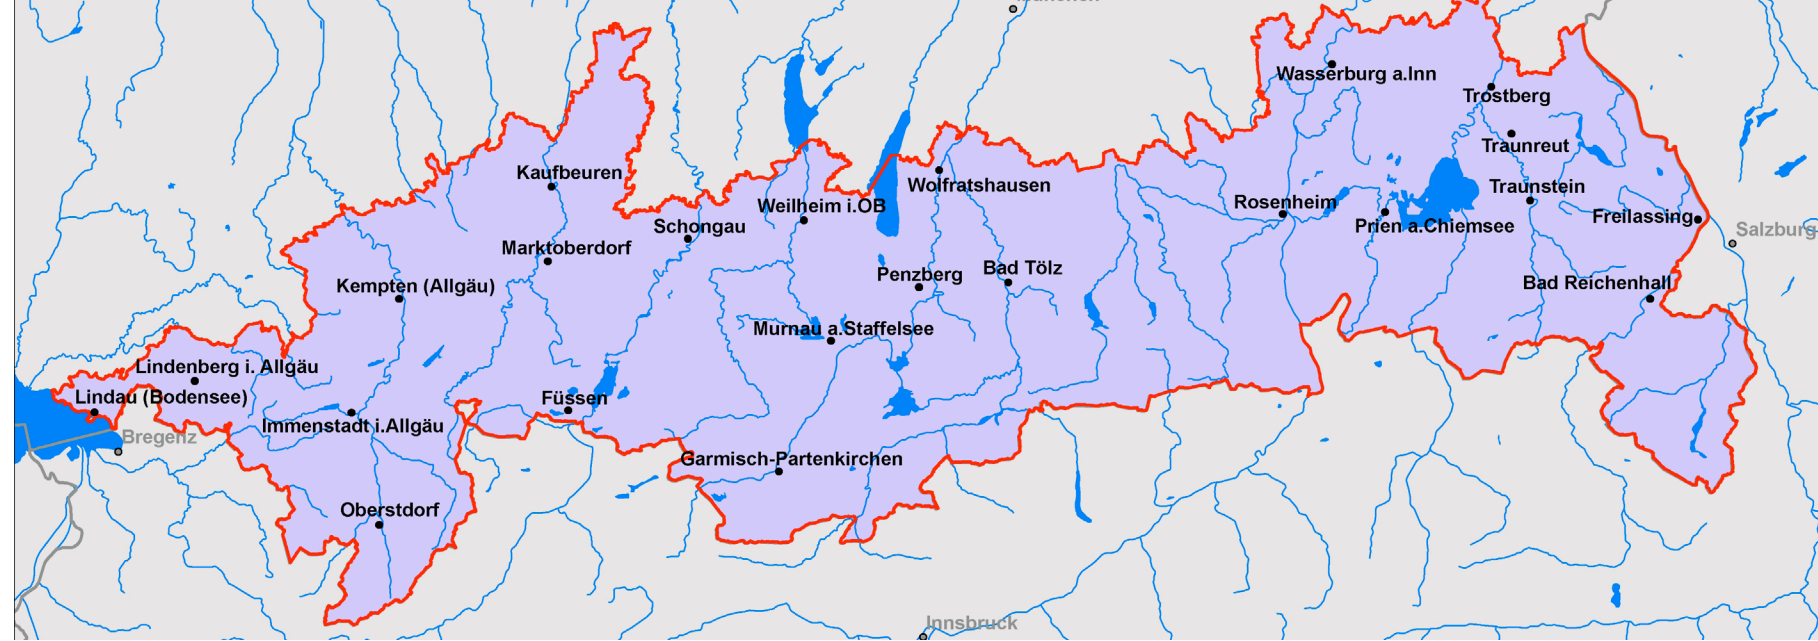 Wasserburg a.Inn
Trostberg
Traunreut
Kaufbeuren
Wolfratshausen
Traunstein
Weilheim i.OB
Rosenheim
Freilassing
Schongau
Prien a.Chiemsee
Salzburg
Marktoberdorf
Penzberg
Bad Tölz
Kempten (Allgäu)
Bad Reichenhall
Murnau a.Staffelsee
Lindenberg i. Allgäu
Lindau (Bodensee)
Füssen
Immenstadt i.Allgäu
Bregenz
Garmisch-Partenkirchen
Oberstdorf
Innsbruck